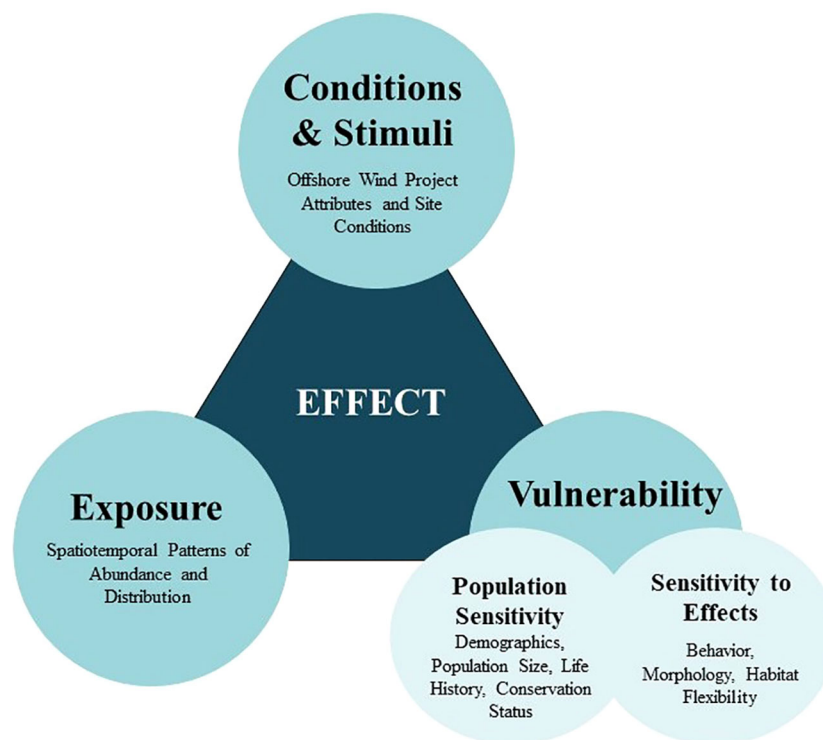 Conditions
& Stimuli
Offshore Wind Project
Attributes and Site
Conditions
EFFECT
Exposure
Spatiotemporal Patterns of
Abundance and
Distribution
Vulnerability
Population
Sensitivity
Demographics,
Population Size, Life
History, Conservation
Status
Sensitivity to
Effects
Behavior,
Morphology, Habitat
Flexibility